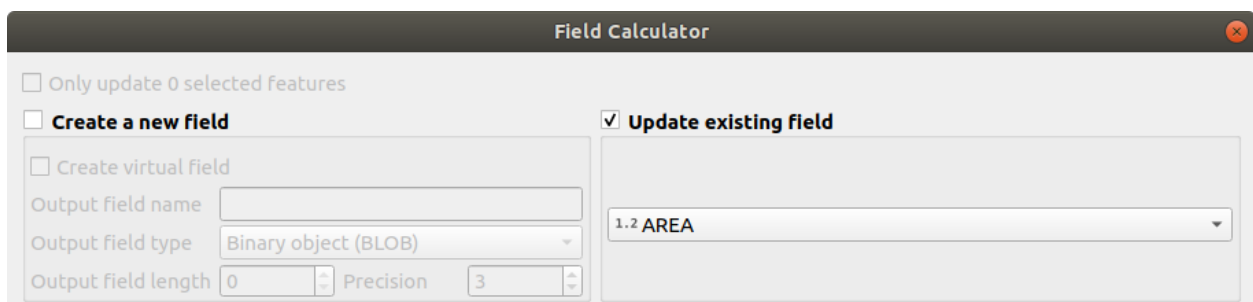 Field Calculator
Only update 0 selected features
Create a new field
Create virtual field
Output field name
Output field type Binary object (BLOB)
Output field length 0 Precision 3
Update existing field
1.2 AREA